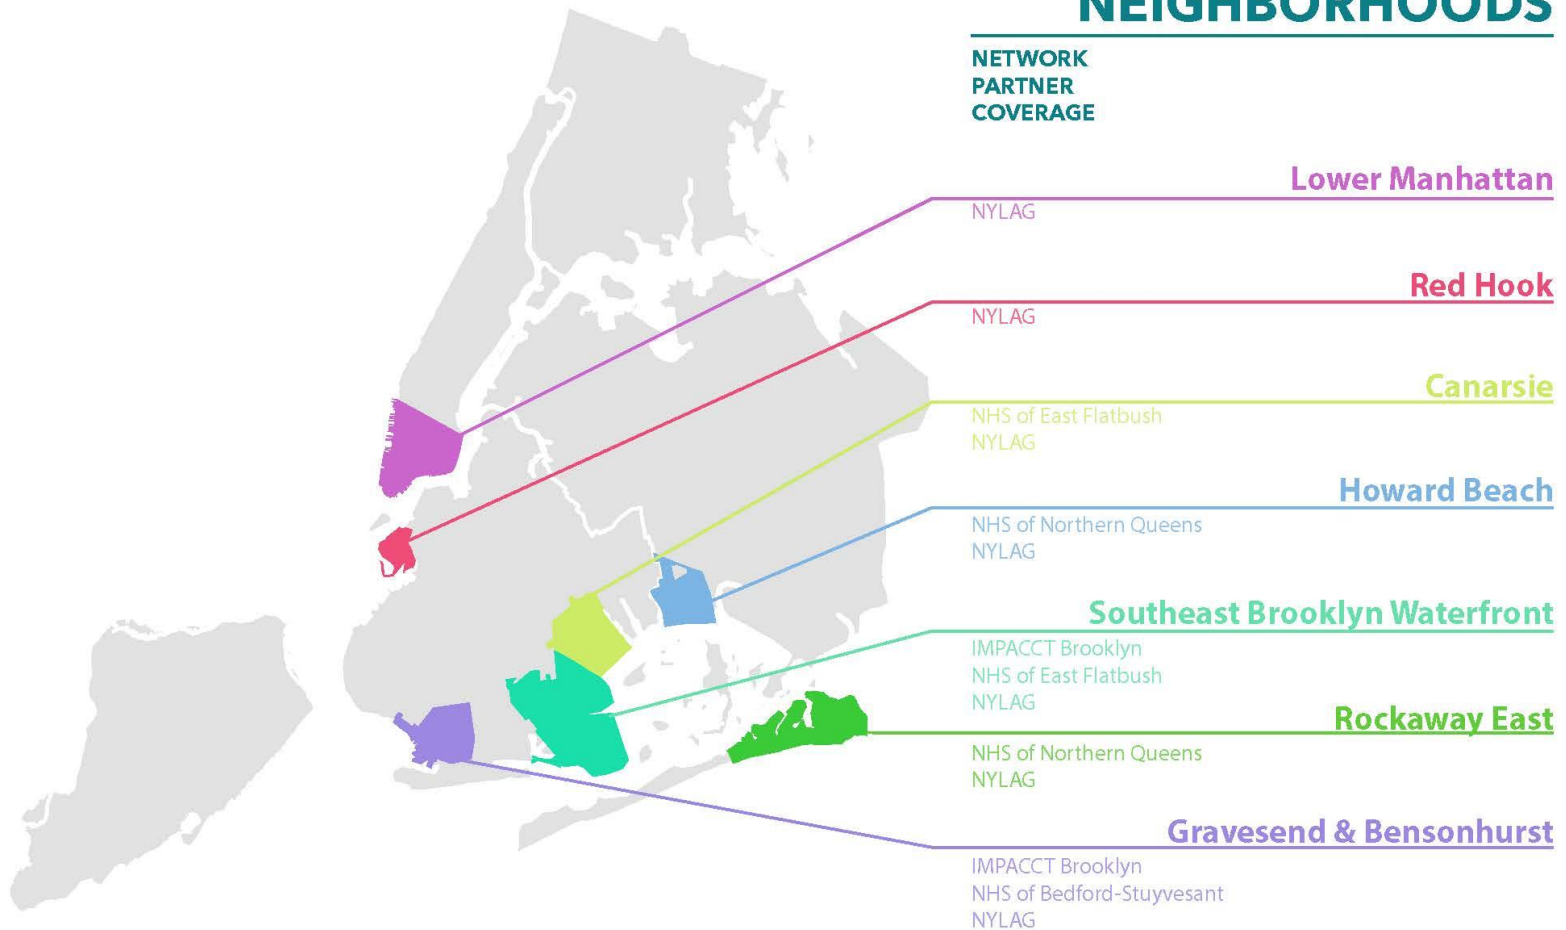 NEIGHBORHOODS
NETWORK
PARTNER
COVERAGE
Lower Manhattan
NYLAG
Red Hook
NYLAG
Canarsie
NHS of East Flatbush
NYLAG
Howard Beach
NHS of Northern Queens
NYLAG
Southeast Brooklyn Waterfront
IMPACCT Brooklyn
NHS of East Flatbush
NYLAG
Rockaway East
NHS of Northern Queens
NYLAG
Gravesend & Bensonhurst
IMPACCT Brooklyn
NHS of Bedford-Stuyvesant
NYLAG